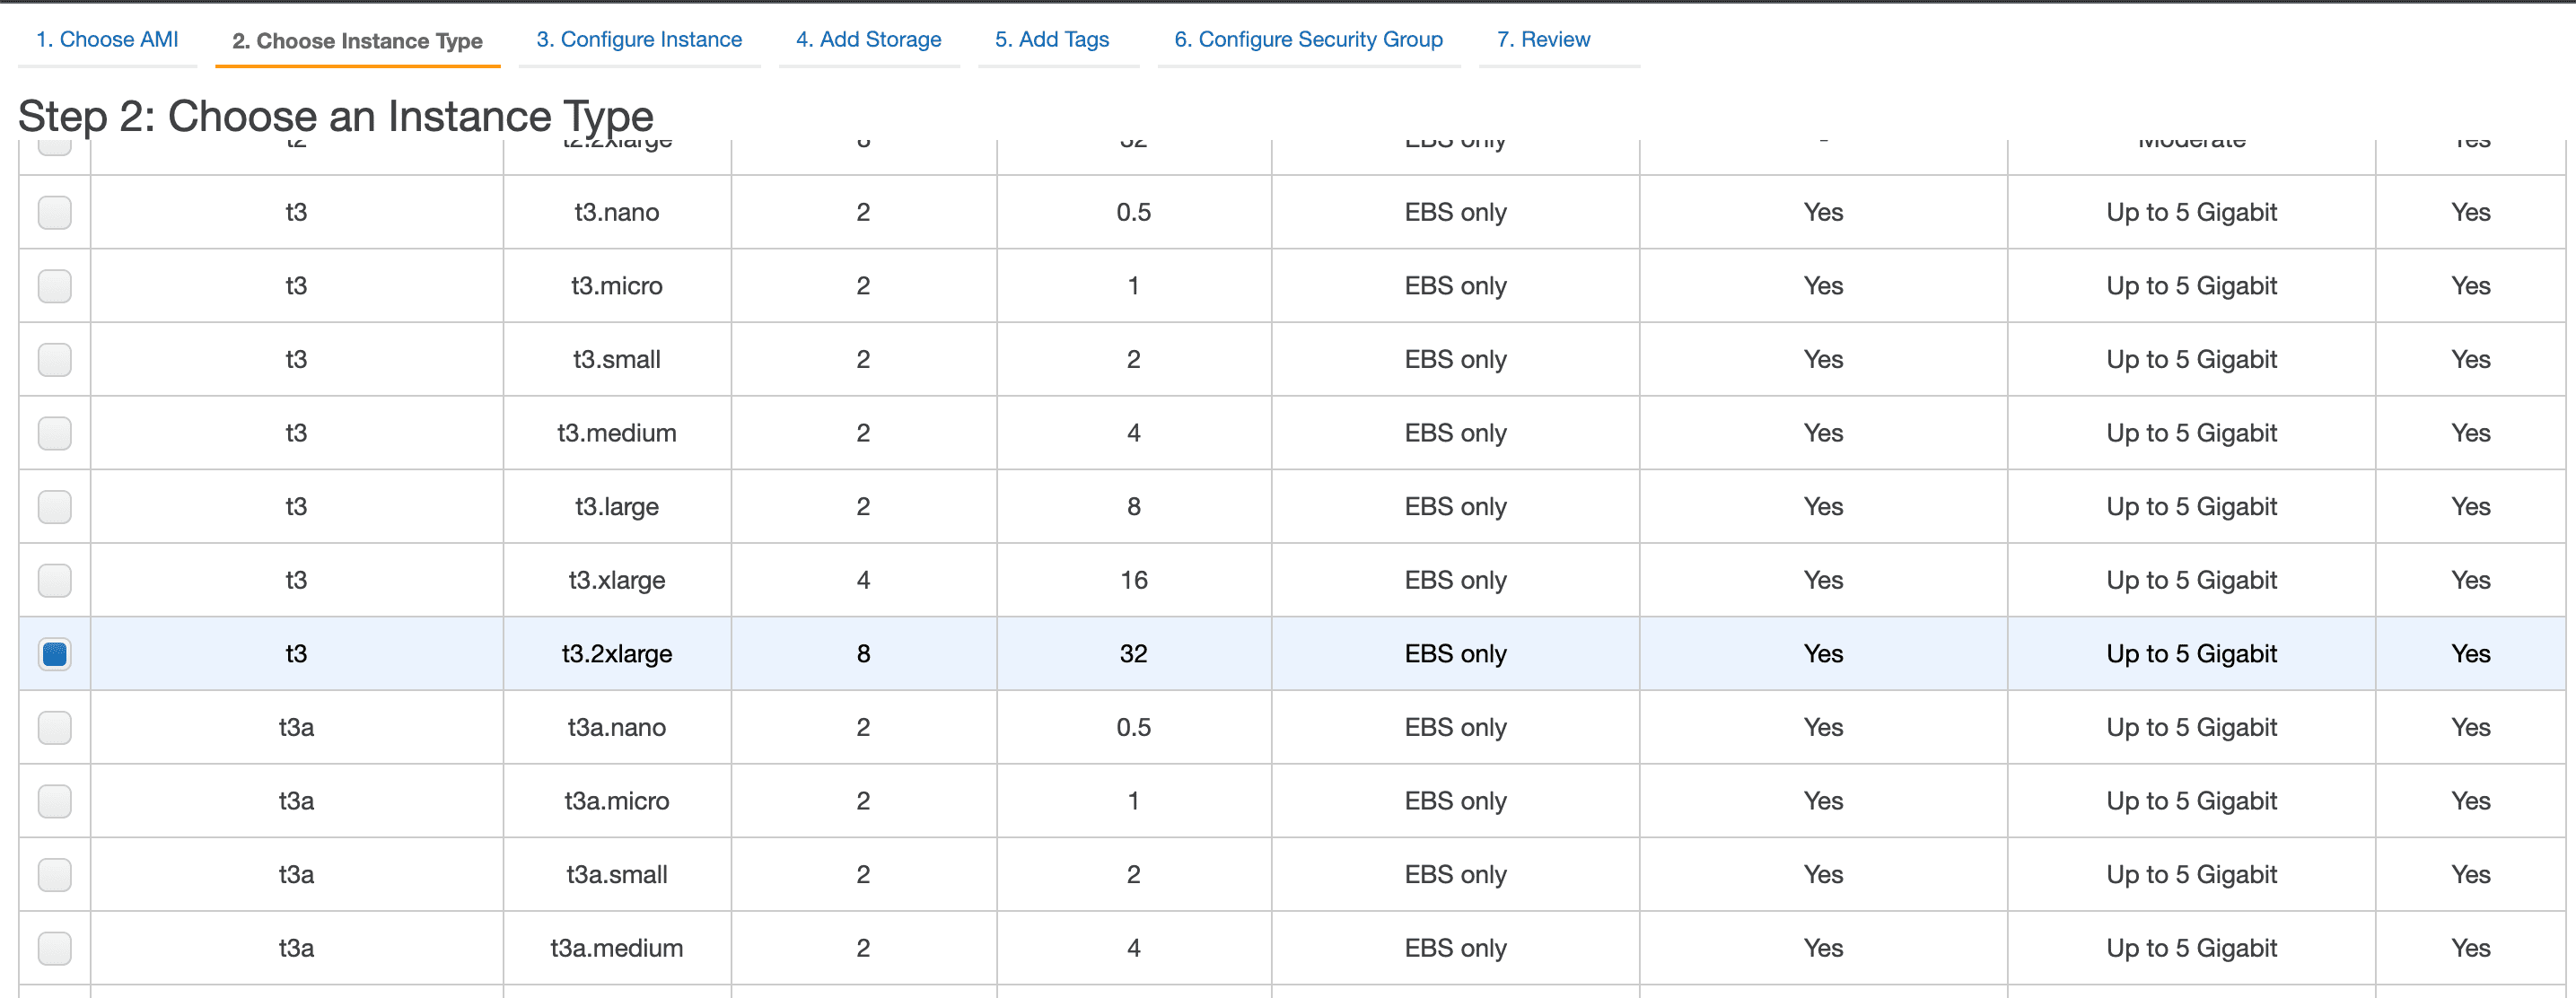 1. Choose AMI 2. Choose Instance Type 3. Configure Instance 4. Add Storage 5. Add Tags 6. Configure Security Group 7. Review
Step 2: Choose an Instance Type
t2 t2.2xlarge 8 32 EBS only - Moderate Yes
t3 t3.nano 2 0.5 EBS only Yes Up to 5 Gigabit Yes
t3 t3.micro 2 1 EBS only Yes Up to 5 Gigabit Yes
t3 t3.small 2 2 EBS only Yes Up to 5 Gigabit Yes
t3 t3.medium 2 4 EBS only Yes Up to 5 Gigabit Yes
t3 t3.large 2 8 EBS only Yes Up to 5 Gigabit Yes
t3 t3.xlarge 4 16 EBS only Yes Up to 5 Gigabit Yes
t3 t3.2xlarge 8 32 EBS only Yes Up to 5 Gigabit Yes
t3a t3a.nano 2 0.5 EBS only Yes Up to 5 Gigabit Yes
t3a t3a.micro 2 1 EBS only Yes Up to 5 Gigabit Yes
t3a t3a.small 2 2 EBS only Yes Up to 5 Gigabit Yes
t3a t3a.medium 2 4 EBS only Yes Up to 5 Gigabit Yes